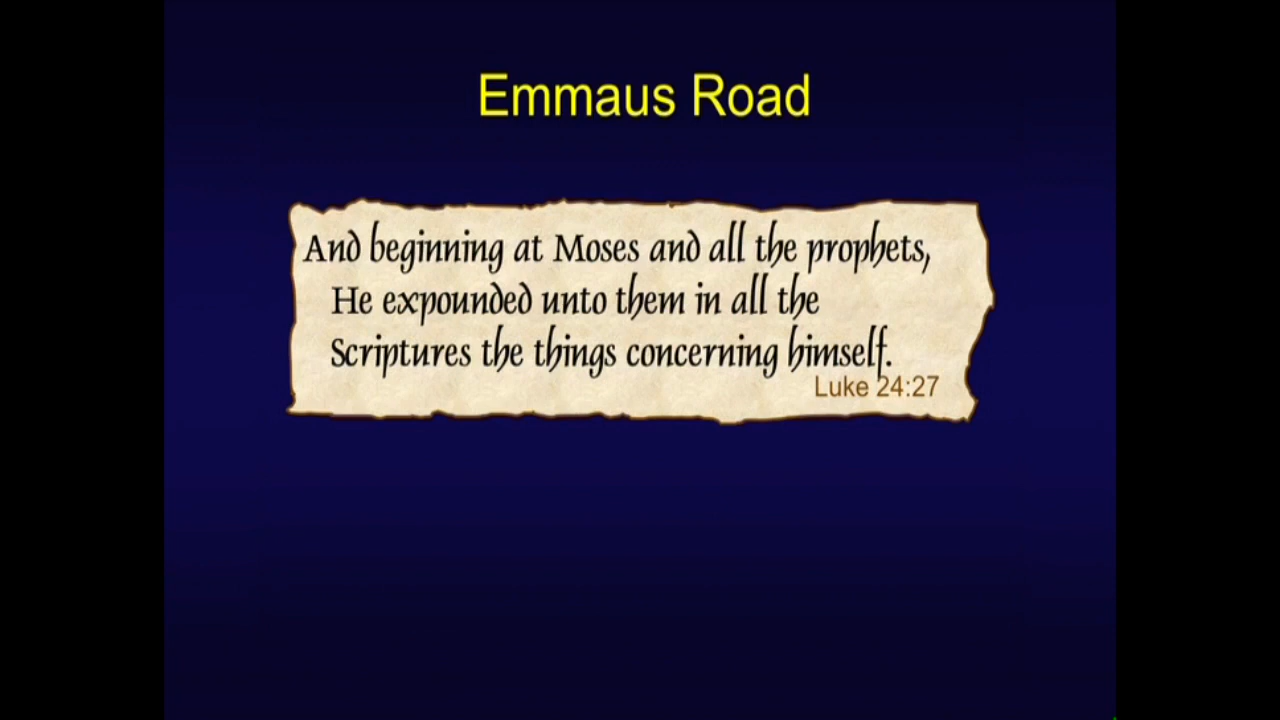 Emmaus Road
And beginning at Moses and all the prophets,
He expounded unto them in all the
Scriptures the things concerning himself.
Luke 24:27